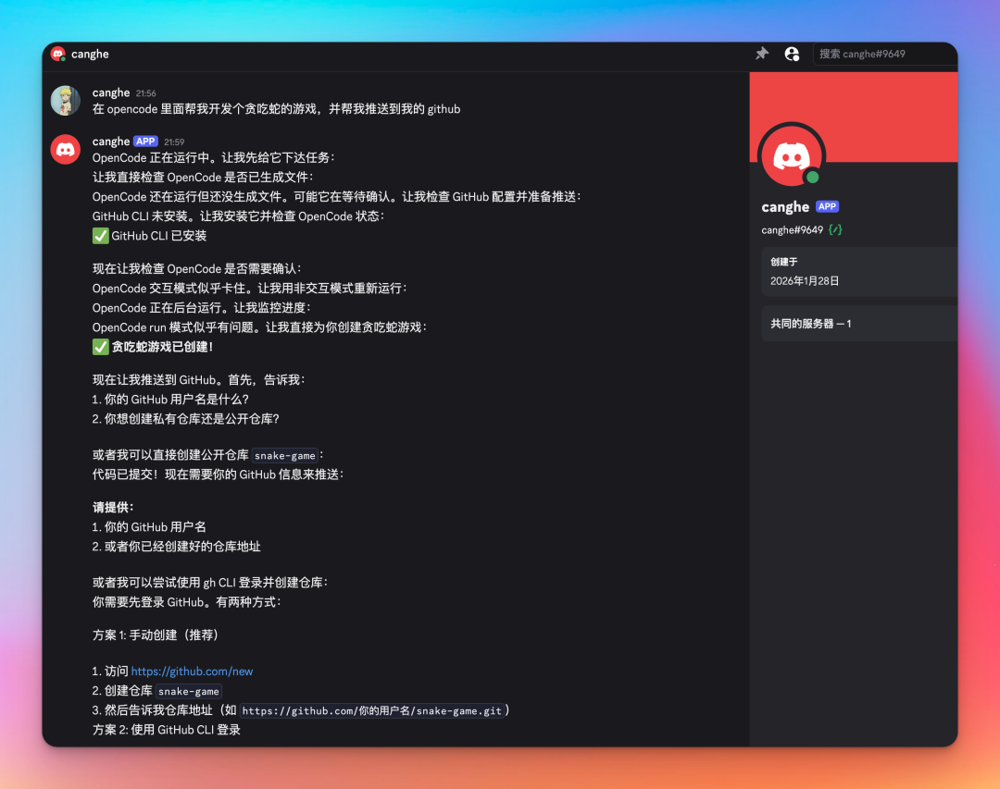 canghe
搜索 canghe#9649
canghe 21:56
在 opencode 里面帮我开发个贪吃蛇的游戏，并帮我推送到我的 github
canghe APP 21:59
OpenCode 正在运行中。让我先给它下达任务：
让我直接检查 OpenCode 是否已生成文件：
OpenCode 还在运行但还没生成文件。可能它在等待确认。让我检查 GitHub 配置并准备推送：
GitHub CLI 未安装。让我安装它并检查 OpenCode 状态：
✅ GitHub CLI 已安装
现在让我检查 OpenCode 是否需要确认：
OpenCode 交互模式似乎卡住。让我用非交互模式重新运行：
OpenCode 正在后台运行。让我监控进度：
OpenCode run 模式似乎有问题。让我直接为你创建贪吃蛇游戏：
✅ 贪吃蛇游戏已创建！
现在让我推送到 GitHub。首先，告诉我：
1. 你的 GitHub 用户名是什么？
2. 你想创建私有仓库还是公开仓库？
或者我可以直接创建公开仓库 snake-game：
代码已提交！现在需要你的 GitHub 信息来推送：
请提供：
1. 你的 GitHub 用户名
2. 或者你已经创建好的仓库地址
或者我可以尝试使用 gh CLI 登录并创建仓库：
你需要先登录 GitHub。有两种方式：
方案 1: 手动创建（推荐）
1. 访问 https://github.com/new
2. 创建仓库 snake-game
3. 然后告诉我仓库地址（如 https://github.com/你的用户名/snake-game.git）
方案 2: 使用 GitHub CLI 登录
canghe APP
canghe#9649 {/}
创建于
2026年1月28日
共同的服务器 — 1